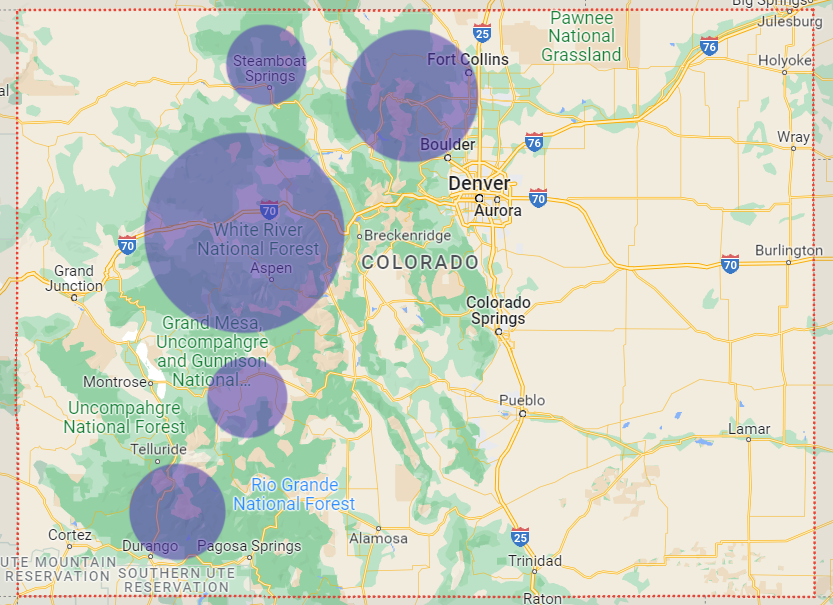 Big Springs
Julesburg
Pawnee
National
Grassland
25
76
Steamboat
Springs
Fort Collins
Holyoke
al
Boulder
76
Wray
Denver
Aurora
70
70
White River
National Forest
Breckenridge
70
COLORADO
Burlington
70
Grand
Junction
Aspen
Colorado
Springs
Grand Mesa,
Uncompahgre
and Gunnison
National...
Montrose
Uncompahgre
National Forest
Pueblo
Lamar
Telluride
Rio Grande
National Forest
Cortez
Durango
Pagosa Springs
Alamosa
25
UTE MOUNTAIN
RESERVATION
SOUTHERN UTE
RESERVATION
Trinidad
Raton